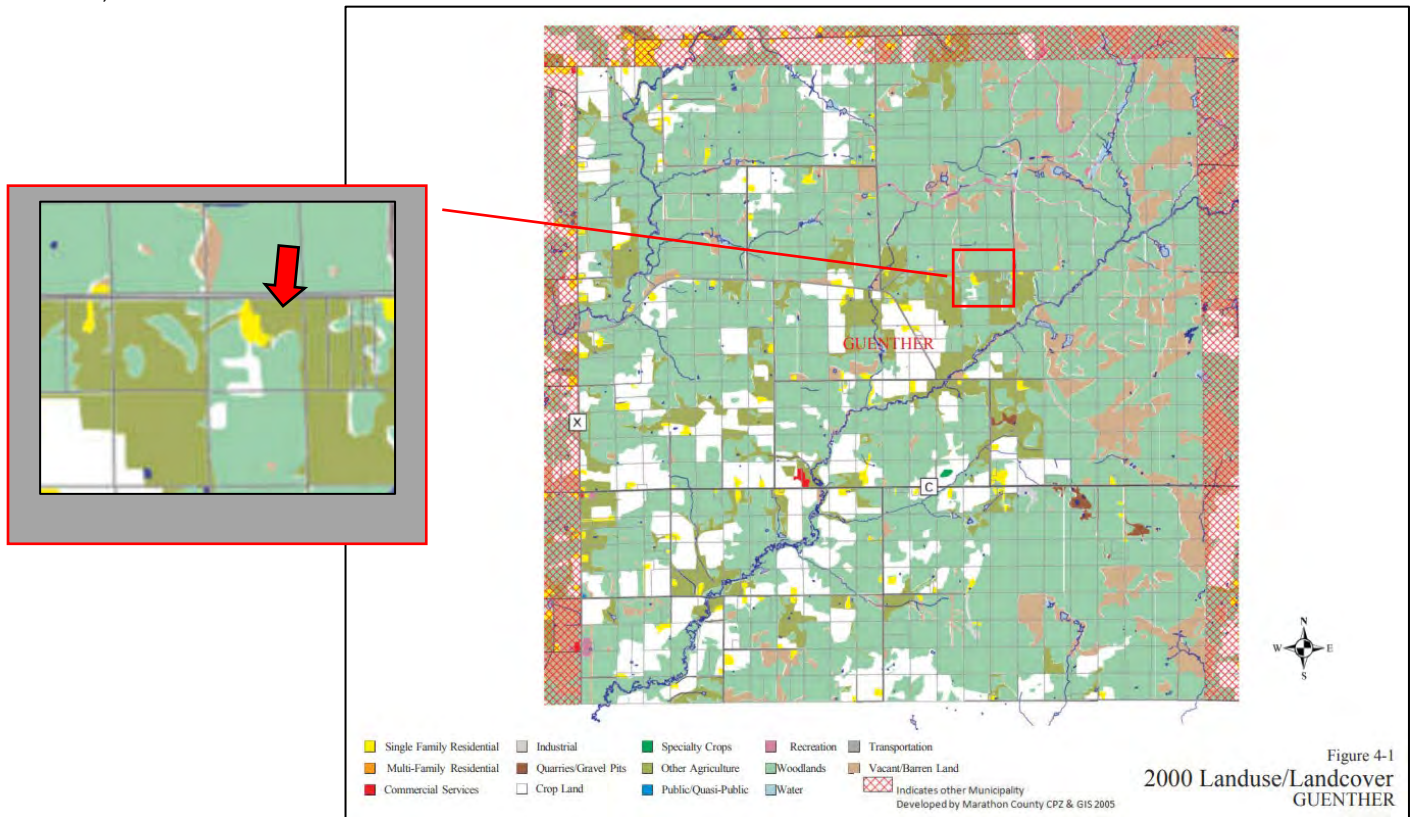 GUENTHER
X
C
N
W E
S
Single Family Residential
Multi-Family Residential
Commercial Services
Industrial
Quarries/Gravel Pits
Crop Land
Specialty Crops
Other Agriculture
Public/Quasi-Public
Recreation
Woodlands
Water
Transportation
Vacant/Barren Land
Indicates other Municipality
Developed by Marathon County CPZ & GIS 2005
Figure 4-1
2000 Landuse/Landcover
GUENTHER